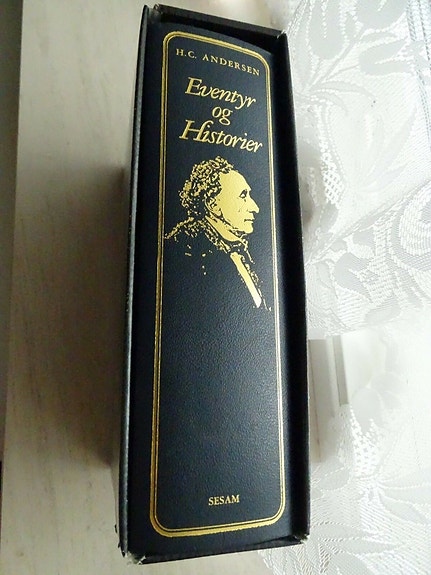 H.C. ANDERSEN
Eventyr
og
Historier
SESAM